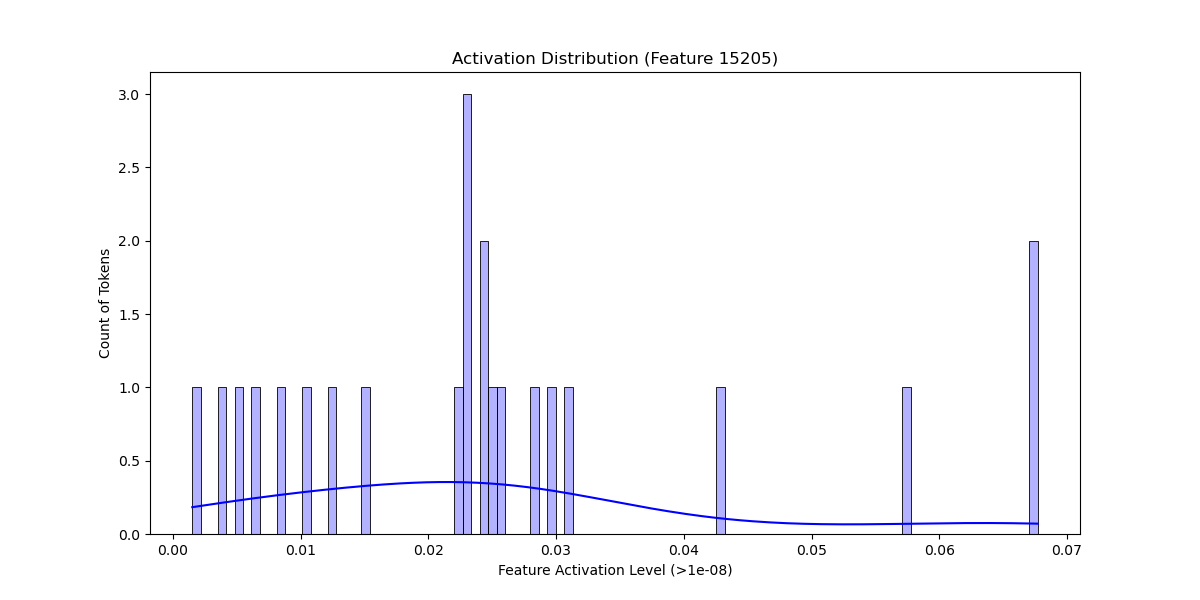 Activation Distribution (Feature 15205)
3.0
2.5
2.0
1.5
1.0
0.5
0.0
Count of Tokens
0.00 0.01 0.02 0.03 0.04 0.05 0.06 0.07
Feature Activation Level (>1e-08)